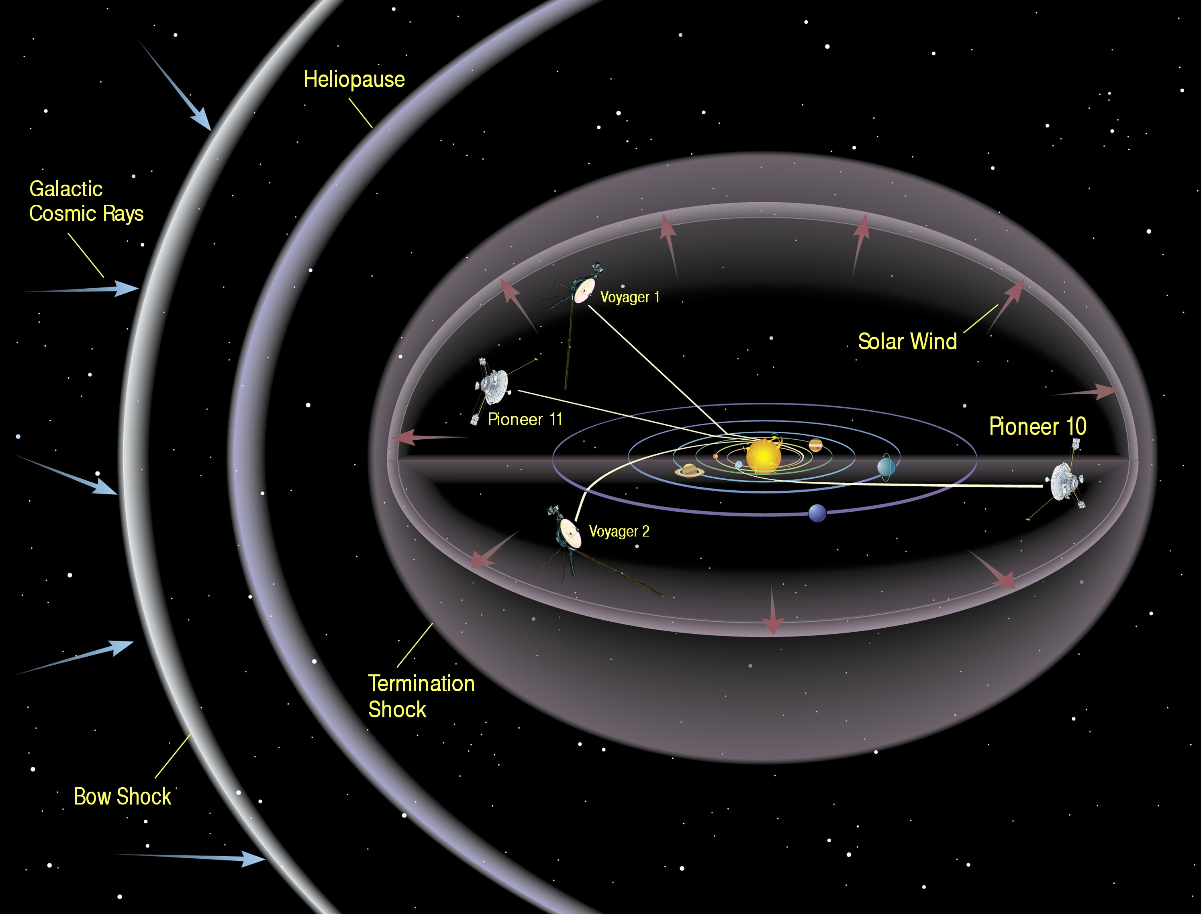 Heliopause
Galactic
Cosmic Rays
Voyager 1
Solar Wind
Pioneer 11
Pioneer 10
Voyager 2
Termination
Shock
Bow Shock